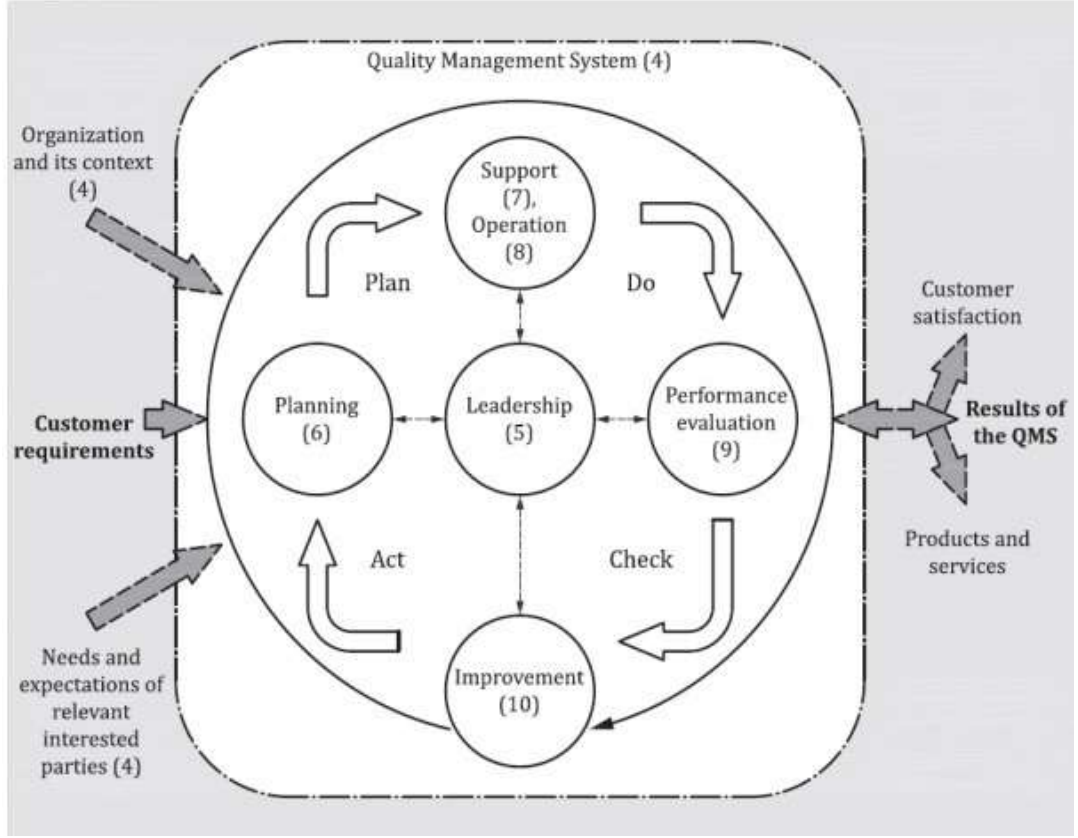 Quality Management System (4)
Organization
and its context
(4)
Support
(7),
Operation
(8)
Plan
Do
Customer
satisfaction
Planning
(6)
Leadership
(5)
Performance
evaluation
(9)
Customer
requirements
Results of
the QMS
Act
Check
Products and
services
Needs and
expectations of
relevant
interested
parties (4)
Improvement
(10)